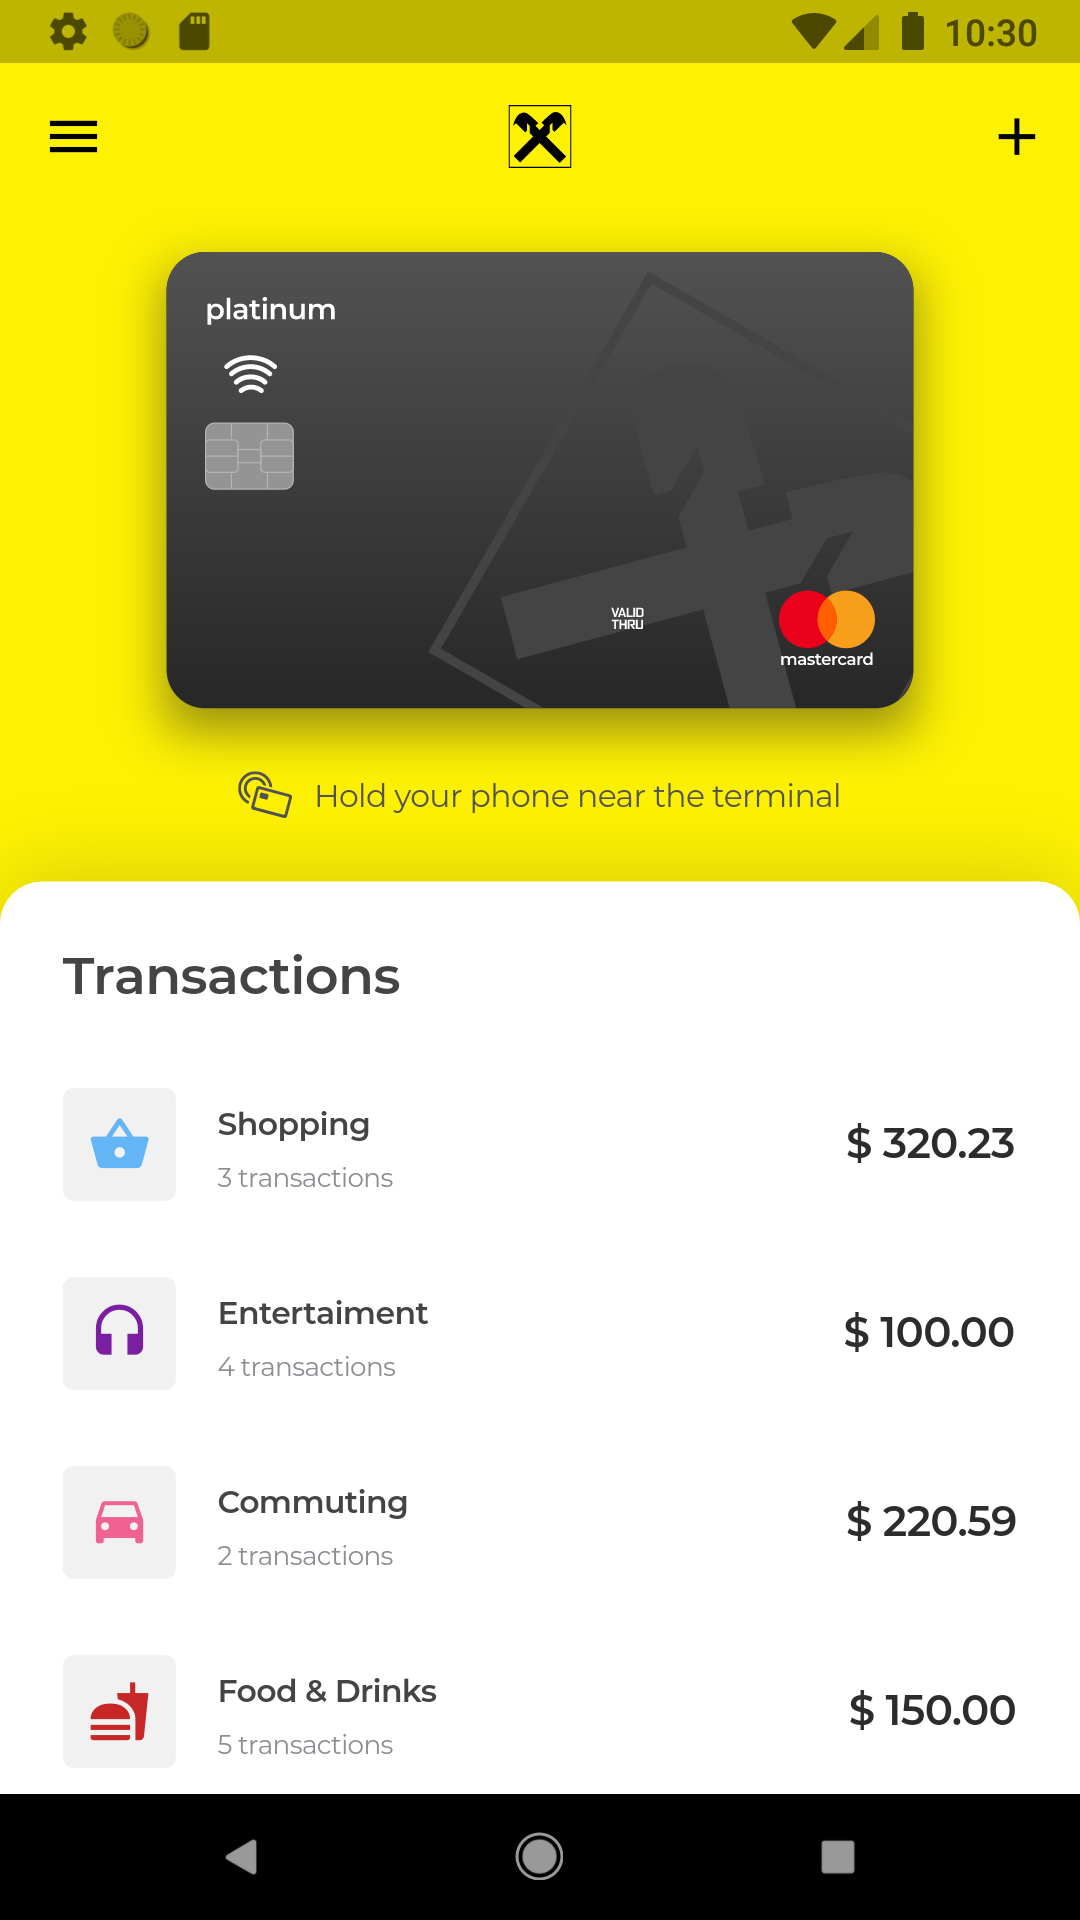 10:30
platinum
VALID
THRU
mastercard
Hold your phone near the terminal
Transactions
Shopping
3 transactions
$ 320.23
Entertaiment
4 transactions
$ 100.00
Commuting
2 transactions
$ 220.59
Food & Drinks
5 transactions
$ 150.00